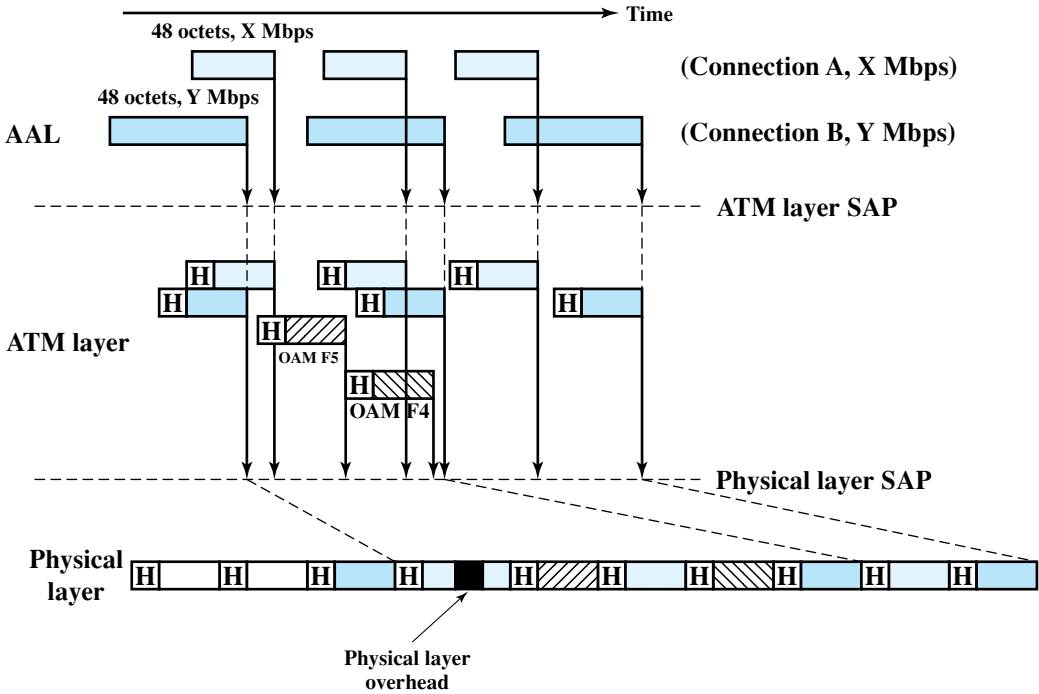 Time
48 octets, X Mbps
(Connection A, X Mbps)
48 octets, Y Mbps
AAL
(Connection B, Y Mbps)
ATM layer SAP
H
H
H
H
H
H
ATM layer
H
OAM F5
H
OAM F4
Physical layer SAP
Physical
layer
H H H H H H H H H H
Physical layer
overhead